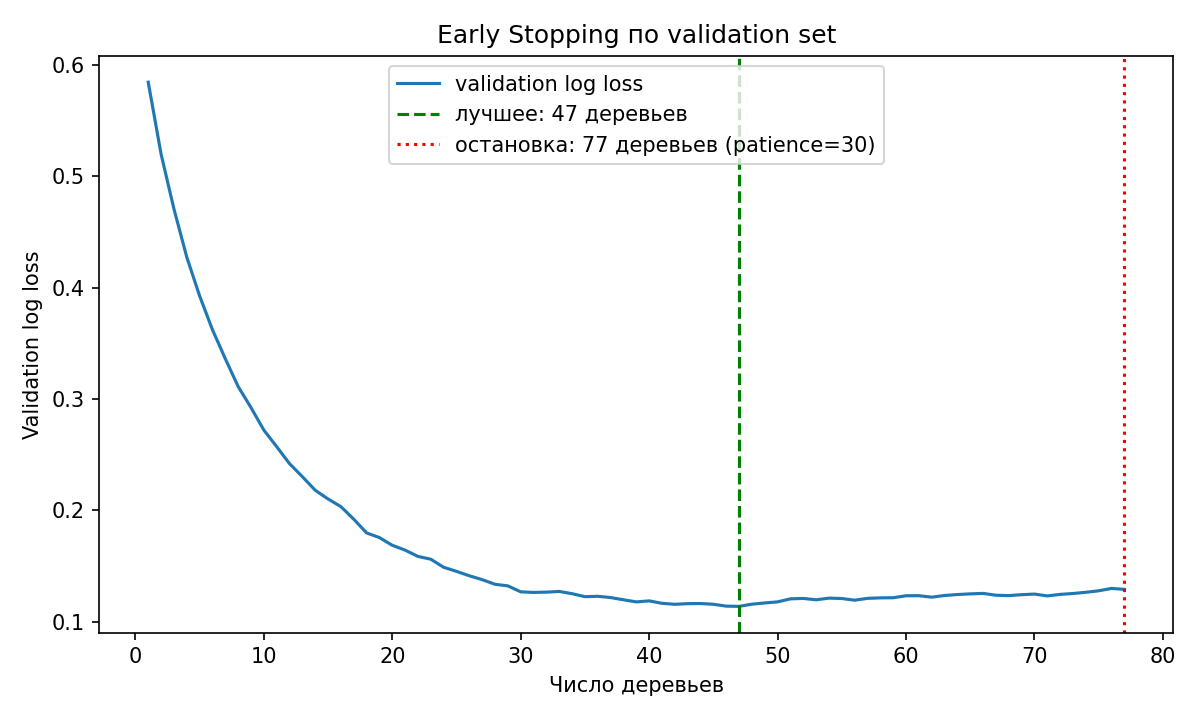 Early Stopping по validation set
validation log loss
лучшее: 47 деревьев
остановка: 77 деревьев (patience=30)
Validation log loss
0.6
0.5
0.4
0.3
0.2
0.1
0 10 20 30 40 50 60 70 80
Число деревьев